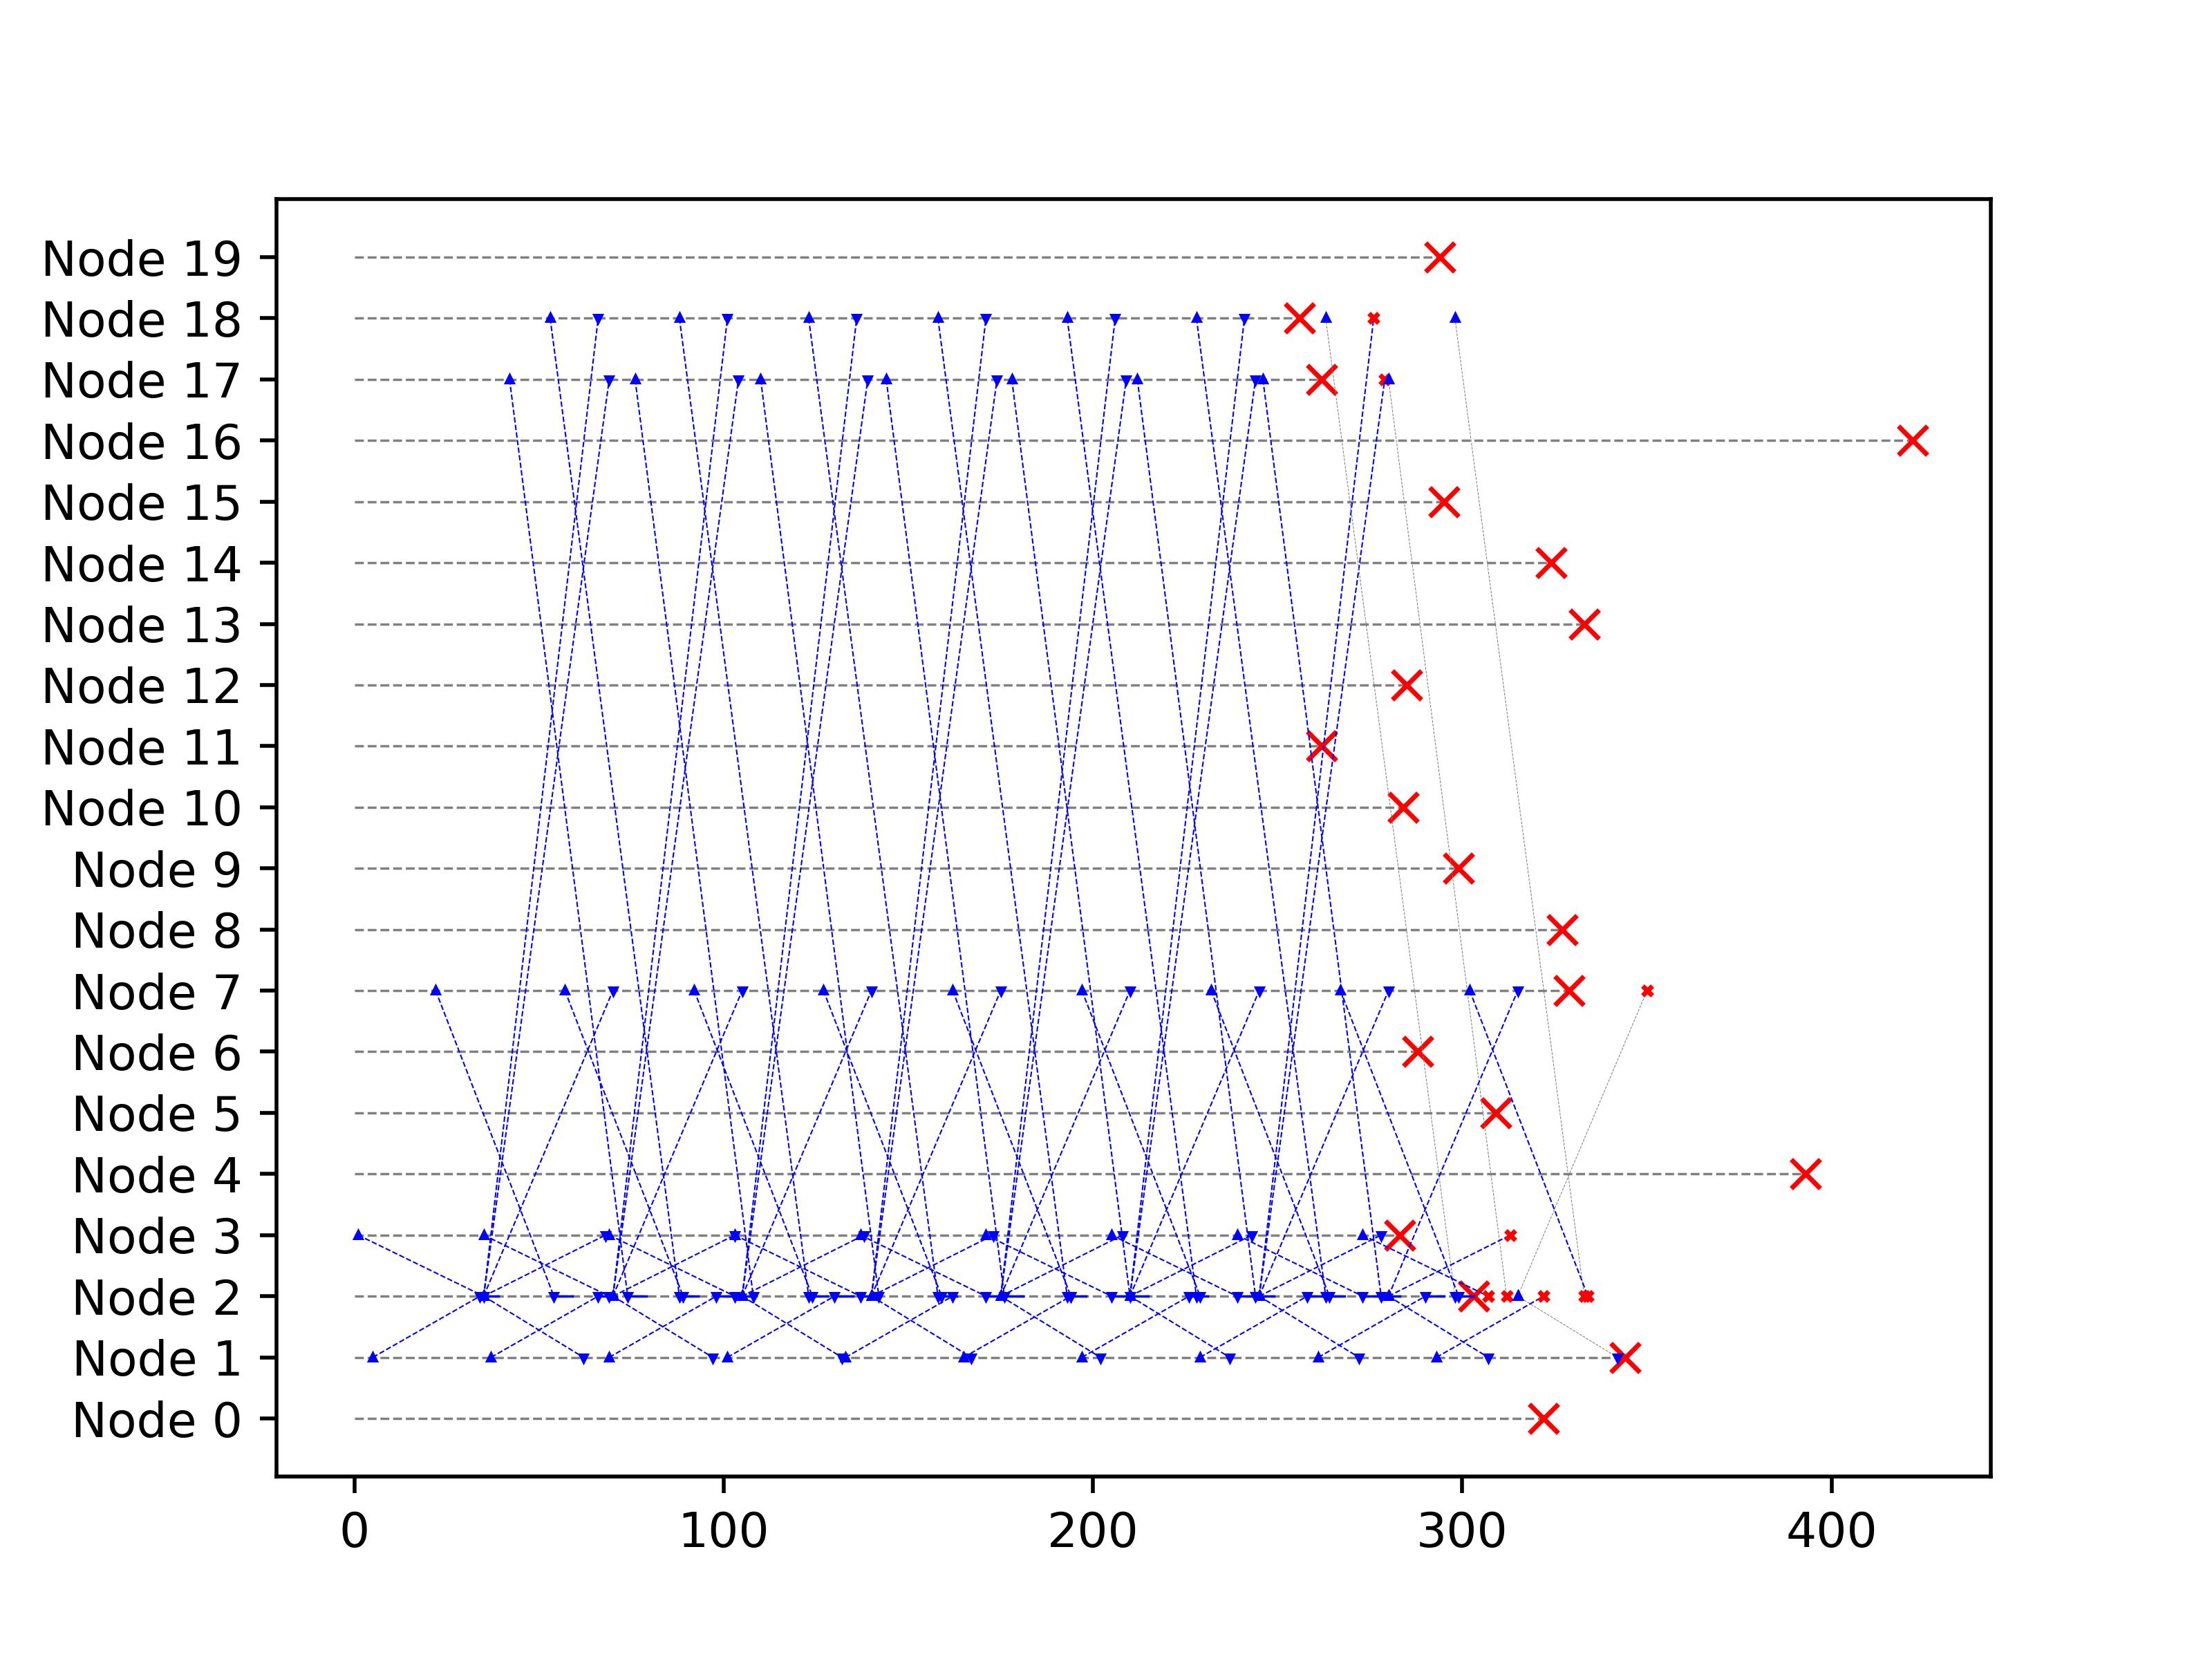 Node 19
Node 18
Node 17
Node 16
Node 15
Node 14
Node 13
Node 12
Node 11
Node 10
Node 9
Node 8
Node 7
Node 6
Node 5
Node 4
Node 3
Node 2
Node 1
Node 0
0 100 200 300 400